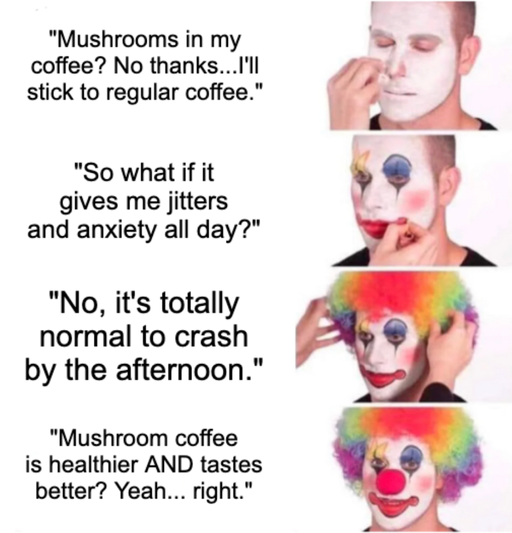 "Mushrooms in my
coffee? No thanks...I'll
stick to regular coffee."
"So what if it
gives me jitters
and anxiety all day?"
"No, it's totally
normal to crash
by the afternoon."
"Mushroom coffee
is healthier AND tastes
better? Yeah... right."